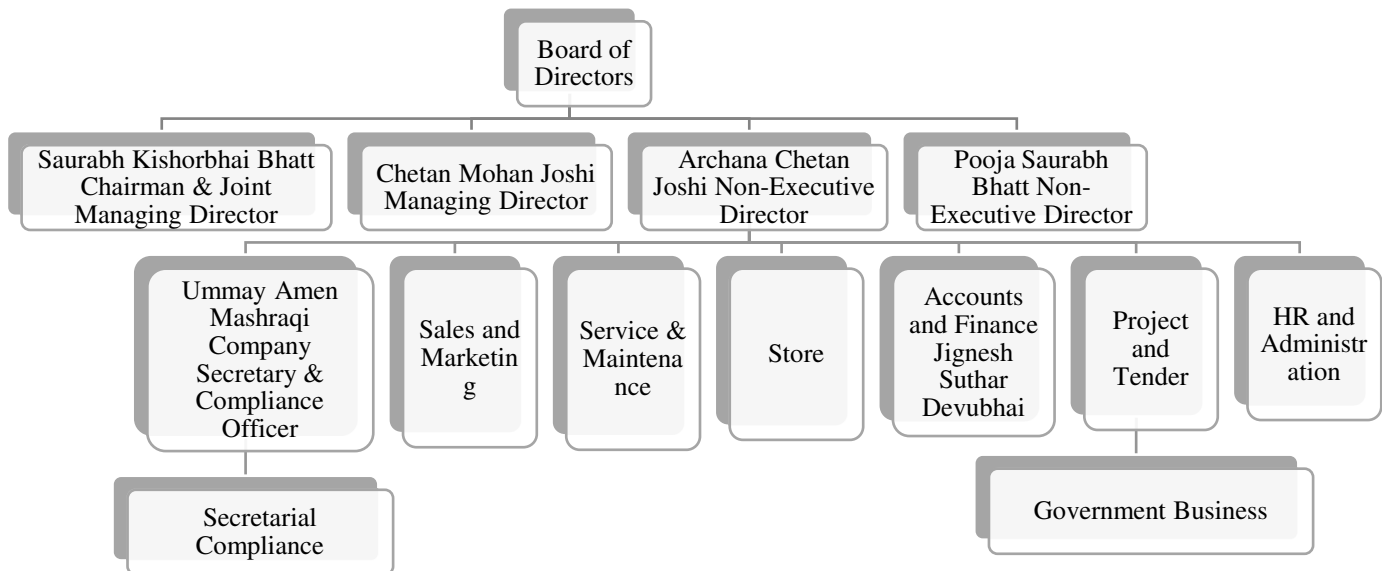 Board of
Directors
Saurabh Kishorbhai Bhatt
Chairman & Joint
Managing Director
Chetan Mohan Joshi
Managing Director
Archana Chetan
Joshi Non-Executive
Director
Pooja Saurabh
Bhatt Non-
Executive Director
Ummay Amen
Mashraqi
Company
Secretary &
Compliance
Officer
Sales and
Marketin
g
Service &
Maintena
nce
Store
Accounts
and Finance
Jignesh
Suthar
Devubhai
Project
and
Tender
HR and
Administr
ation
Secretarial
Compliance
Government Business